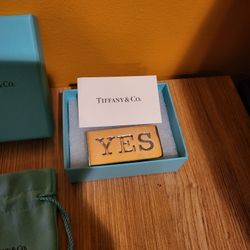 TIFFANY & CO.
YES